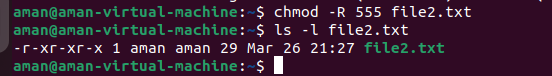 aman@aman-virtual-machine:~$ chmod -R 555 file2.txt
aman@aman-virtual-machine:~$ ls -l file2.txt
-r-xr-xr-x 1 aman aman 29 Mar 26 21:27 file2.txt
aman@aman-virtual-machine:~$